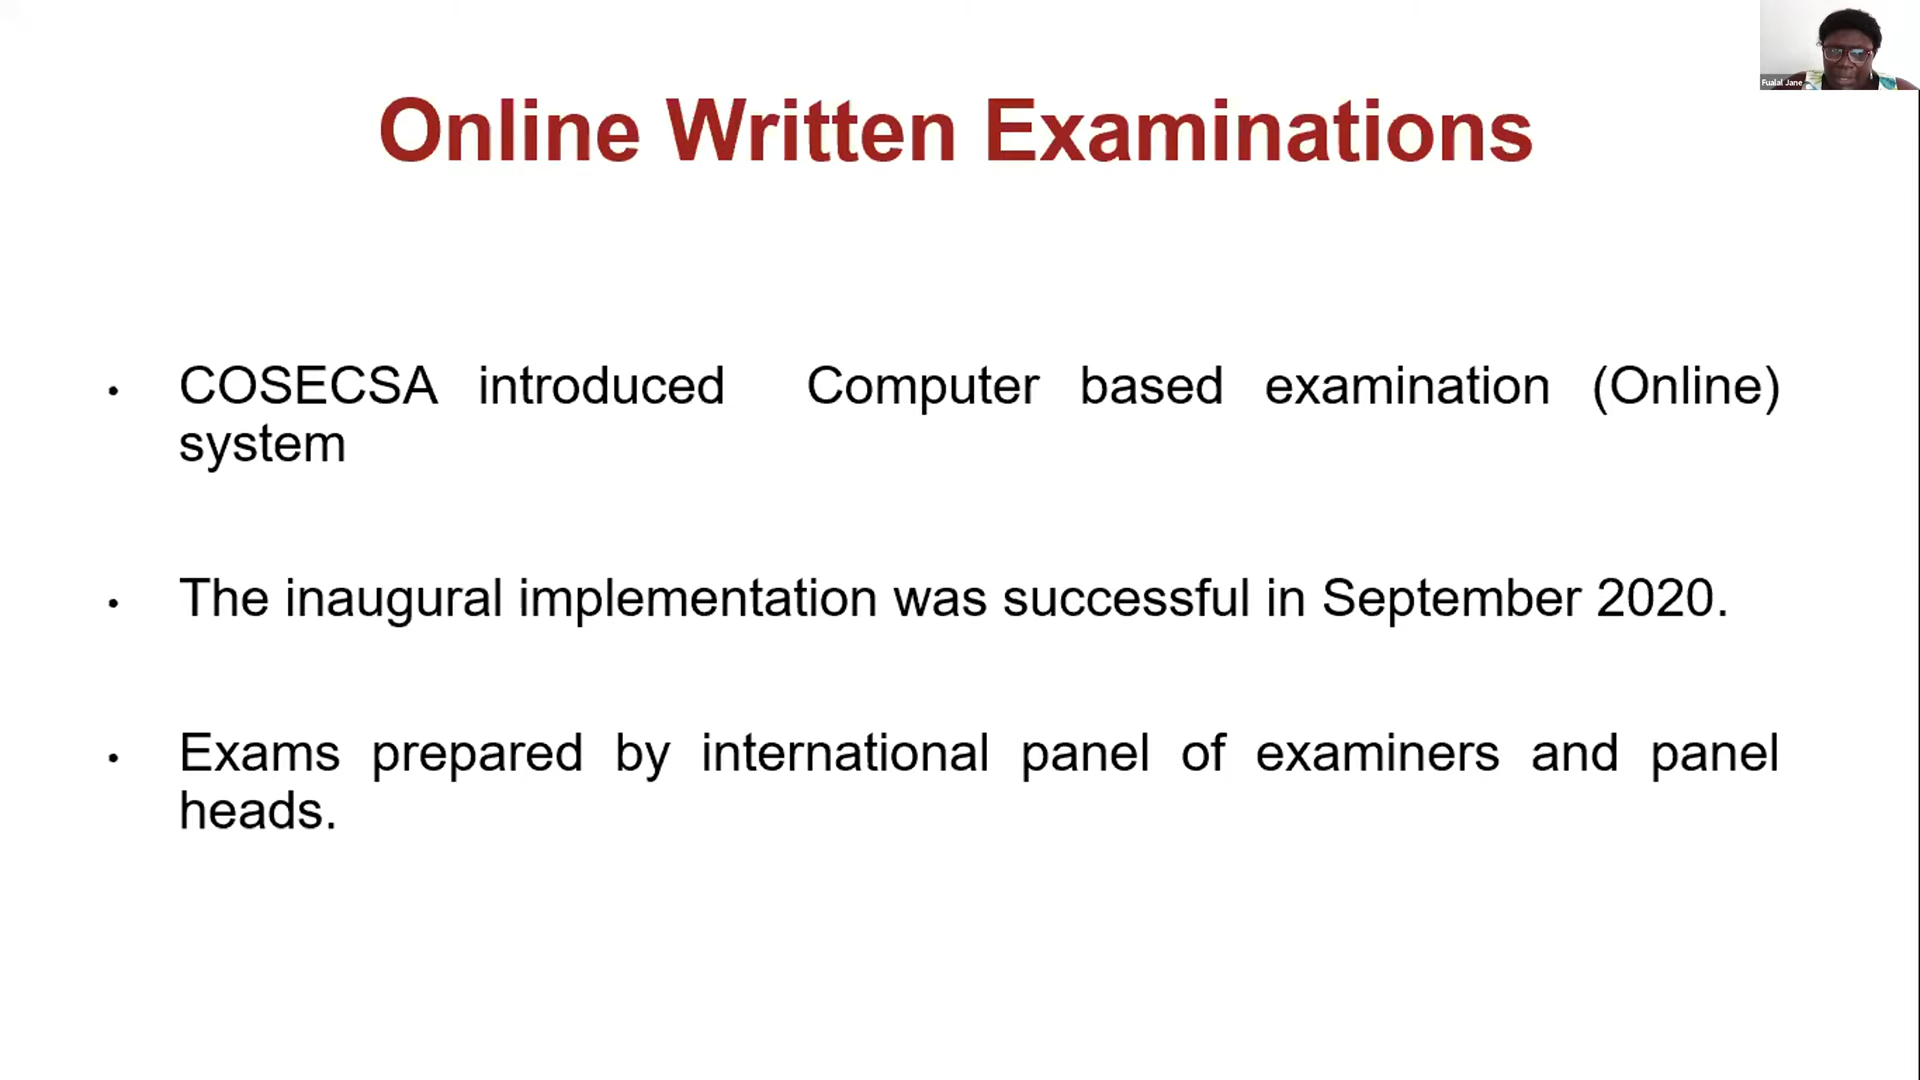 Online Written Examinations
Fualal Jane
• COSECSA introduced Computer based examination (Online)
system
• The inaugural implementation was successful in September 2020.
• Exams prepared by international panel of examiners and panel
heads.